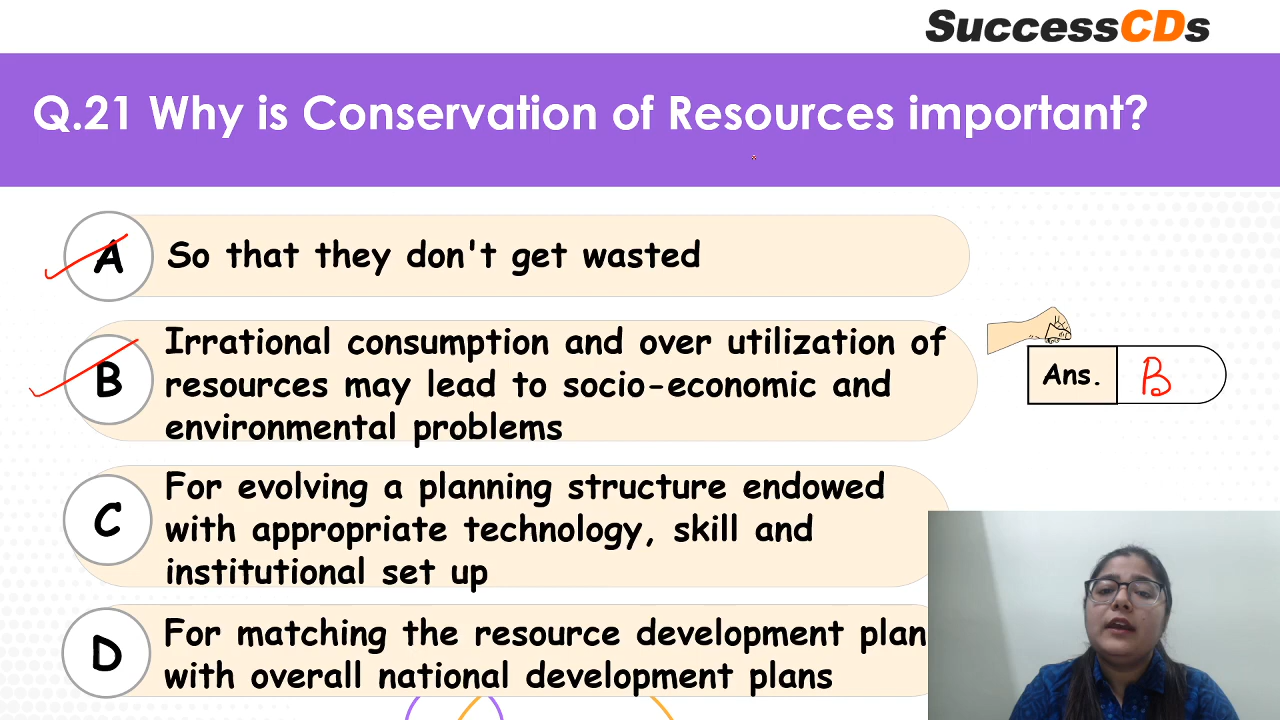 SuccessCDs
Q.21 Why is Conservation of Resources important?
A So that they don't get wasted
B Irrational consumption and over utilization of
resources may lead to socio-economic and
environmental problems
Ans. B
C For evolving a planning structure endowed
with appropriate technology, skill and
institutional set up
D For matching the resource development plan
with overall national development plans